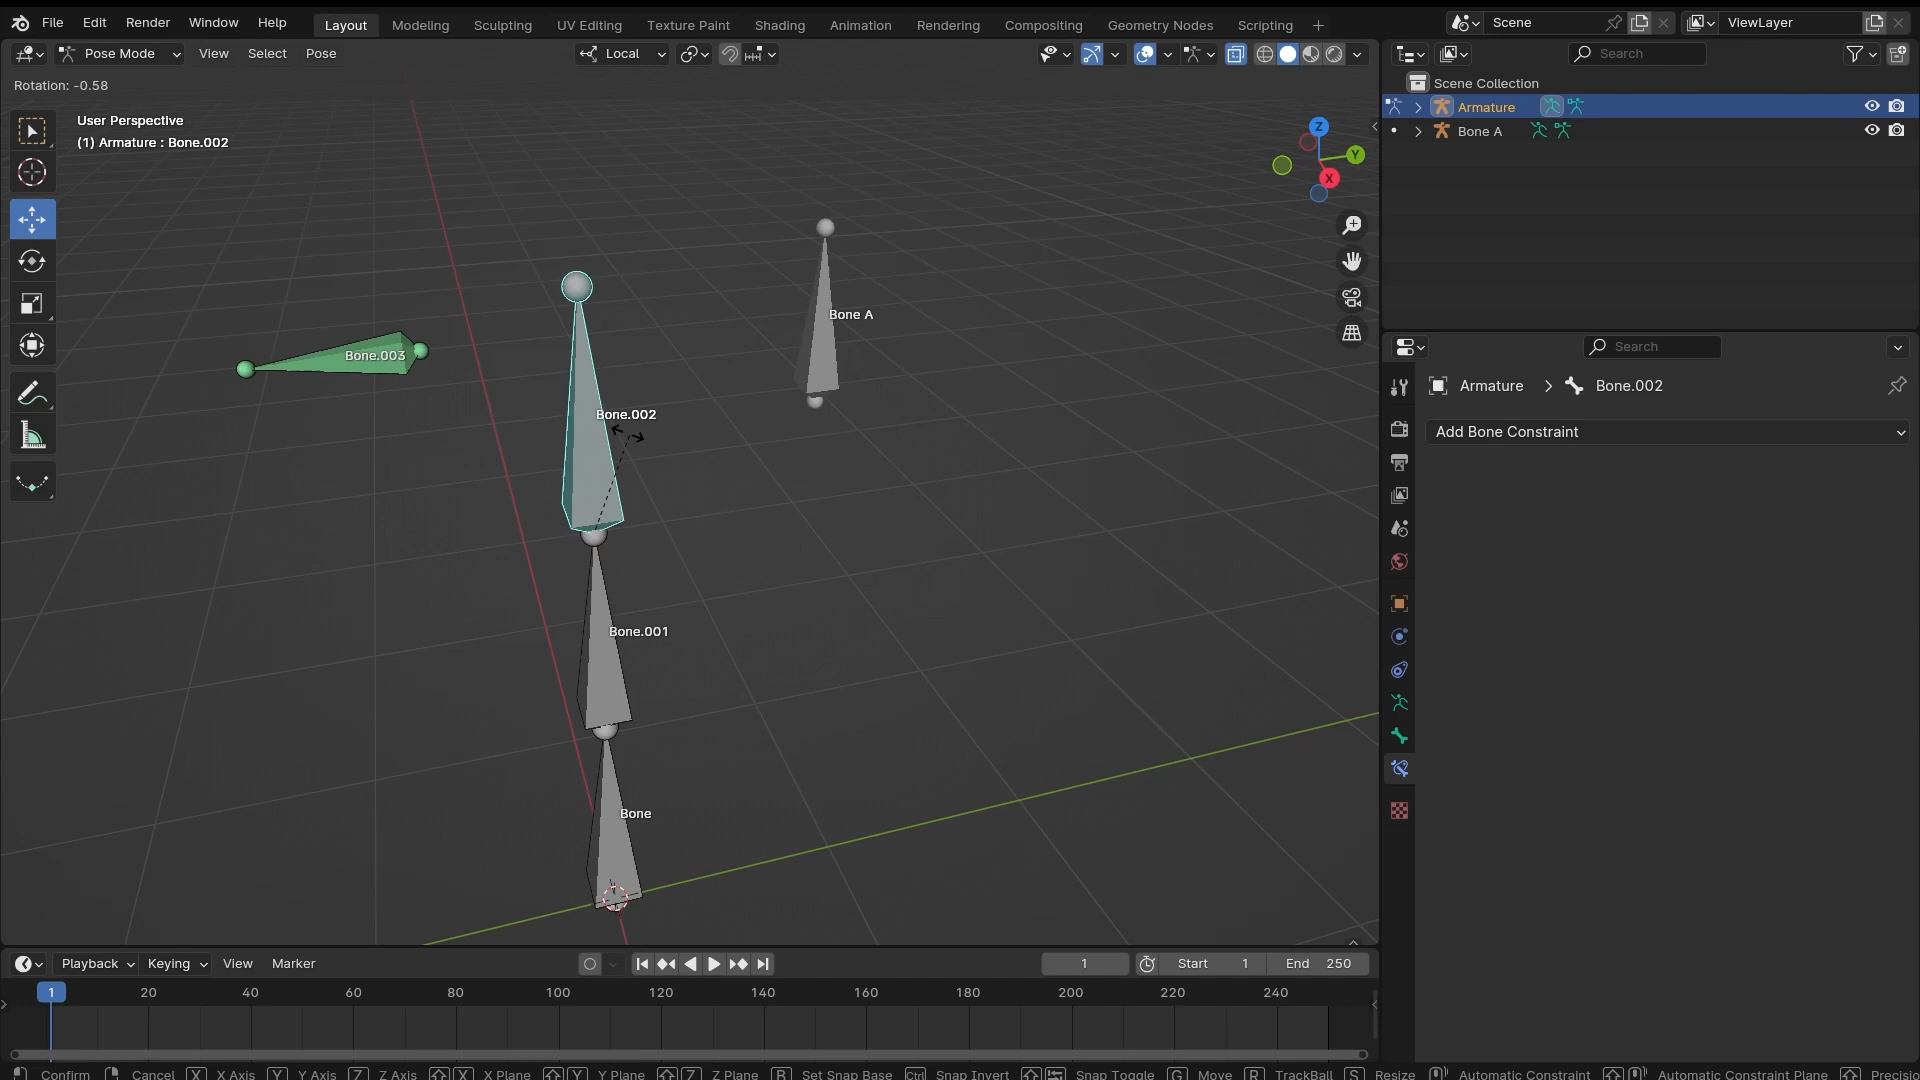 File Edit Render Window Help Layout Modeling Sculpting UV Editing Texture Paint Shading Animation Rendering Compositing Geometry Nodes Scripting + Scene ViewLayer
Pose Mode View Select Pose Local Search
Rotation: -0.58
User Perspective
(1) Armature : Bone.002
Scene Collection
Armature
Bone A
Z
Y
X
Bone A
Bone.003
Bone.002
Bone.001
Bone
Search
Armature > Bone.002
Add Bone Constraint
Playback Keying View Marker 1 Start 1 End 250
1 20 40 60 80 100 120 140 160 180 200 220 240
Confirm Cancel X X Axis Y Y Axis Z Z Axis X X Plane Y Y Plane Z Z Plane B Set Snap Base Ctrl Snap Invert Snap Toggle G Move R TrackBall S Resize Automatic Constraint Automatic Constraint Plane Precisio